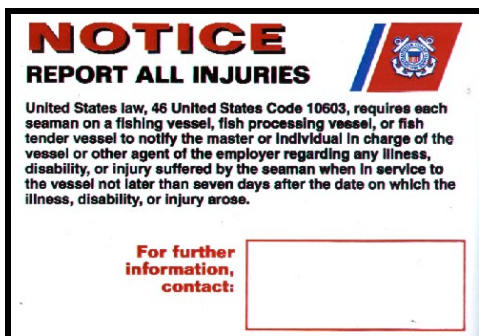 NOTICE
REPORT ALL INJURIES
United States law, 46 United States Code 10603, requires each
seaman on a fishing vessel, fish processing vessel, or fish
tender vessel to notify the master or individual in charge of the
vessel or other agent of the employer regarding any illness,
disability, or injury suffered by the seaman when in service to
the vessel not later than seven days after the date on which the
illness, disability, or injury arose.
For further
information,
contact: